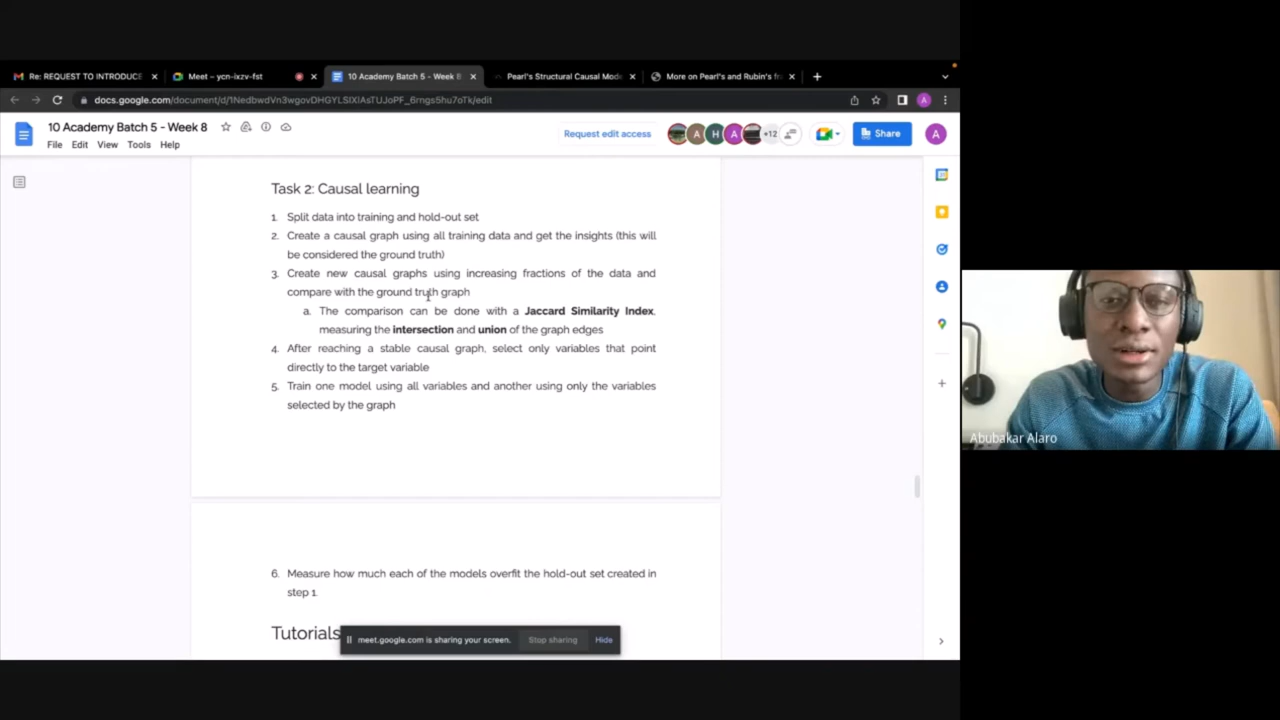 Re: REQUEST TO INTRODUCE
Meet – ycn-ixzv-fst
10 Academy Batch 5 - Week 8
Pearl's Structural Causal Mode
More on Pearl's and Rubin's fr
docs.google.com/document/d/1NedbwdVn3wgovDHGYLSlXlAsTUJoPF_6rngs5hu7oTk/edit
10 Academy Batch 5 - Week 8
Request edit access
A
H
A
+12
Share
A
File Edit View Tools Help
Task 2: Causal learning
1. Split data into training and hold-out set
2. Create a causal graph using all training data and get the insights (this will
be considered the ground truth)
3. Create new causal graphs using increasing fractions of the data and
compare with the ground truth graph
a. The comparison can be done with a Jaccard Similarity Index,
measuring the intersection and union of the graph edges
4. After reaching a stable causal graph, select only variables that point
directly to the target variable
5. Train one model using all variables and another using only the variables
selected by the graph
6. Measure how much each of the models overfit the hold-out set created in
step 1.
Tutorials
meet.google.com is sharing your screen.
Stop sharing
Hide
Abubakar Alaro